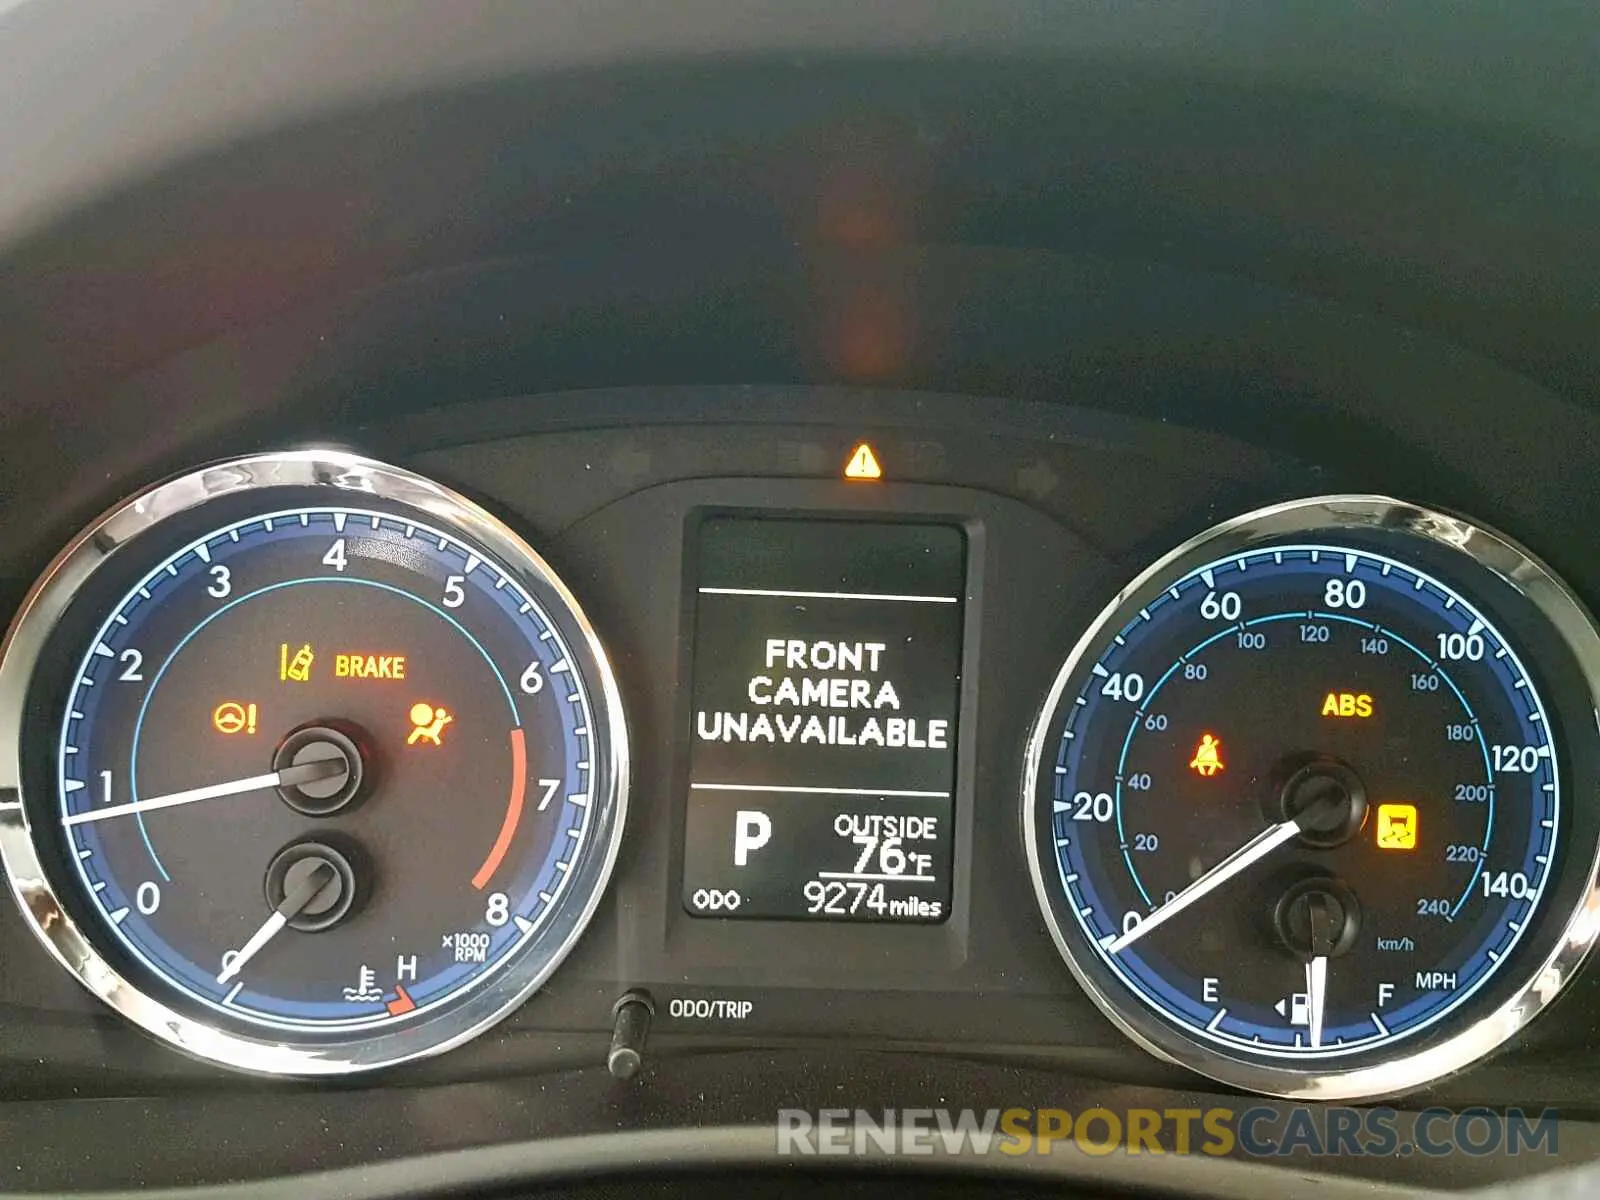 4
3
5
2
6
BRAKE
!
1
7
0
8
×1000
RPM
H
FRONT
CAMERA
UNAVAILABLE
P
OUTSIDE
76°F
ODO
9274 miles
ODO/TRIP
60
80
100
120
140
100
40
80
160
ABS
60
180
120
20
40
200
20
220
140
0
0
240
km/h
E
F
MPH
RENEWSPORTSCARS.COM